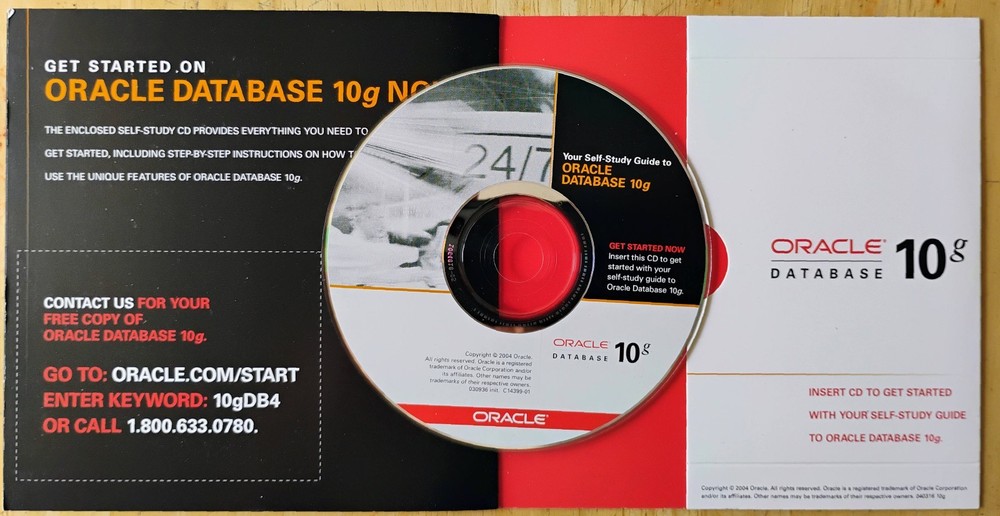 GET STARTED ON
ORACLE DATABASE 10g
THE ENCLOSED SELF-STUDY CD PROVIDES EVERYTHING YOU NEED TO
GET STARTED, INCLUDING STEP-BY-STEP INSTRUCTIONS ON HOW
USE THE UNIQUE FEATURES OF ORACLE DATABASE 10g.
CONTACT US FOR YOUR
FREE COPY OF
ORACLE DATABASE 10g.
GO TO: ORACLE.COM/START
ENTER KEYWORD: 10gDB4
OR CALL 1.800.633.0780.
24/7
Your Self-Study Guide to
ORACLE
DATABASE 10g
GET STARTED NOW
Insert this CD to get
started with your
self-study guide to
Oracle Database 10g.
ORACLE®
DATABASE 10g
Copyright © 2004 Oracle.
All rights reserved. Oracle is a registered
trademark of Oracle Corporation and/or
its affiliates. Other names may be
trademarks of their respective owners.
030936 init. C14399-01
ORACLE®
ORACLE®
DATABASE 10g
INSERT CD TO GET STARTED
WITH YOUR SELF-STUDY GUIDE
TO ORACLE DATABASE 10g.
Copyright © 2004 Oracle. All rights reserved. Oracle is a registered trademark of Oracle Corporation
and/or its affiliates. Other names may be trademarks of their respective owners. 040316 10g